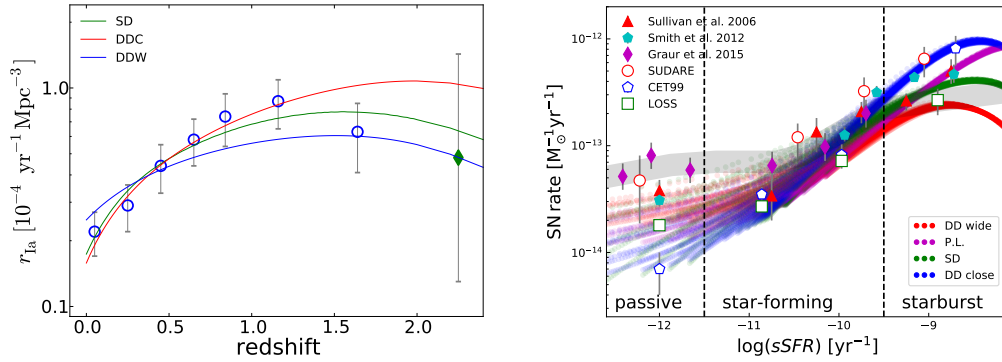 SD
DDC
DDW
1.0
0.1
r_Ia [10^-4 yr^-1 Mpc^-3]
0.0 0.5 1.0 1.5 2.0
redshift
Sullivan et al. 2006
Smith et al. 2012
Graur et al. 2015
SUDARE
CET99
LOSS
10^-12
10^-13
10^-14
SN rate [M_⊙^-1 yr^-1]
DD wide
P.L.
SD
DD close
passive star-forming starburst
−12 −11 −10 −9
log(sSFR) [yr^-1]